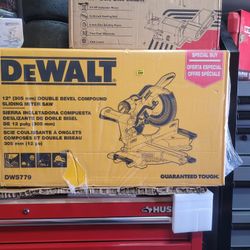 SPECIAL BUY
OFERTA ESPECIAL
OFFRE SPÉCIALE
DEWALT
12" (305 mm) DOUBLE BEVEL COMPOUND
SLIDING MITER SAW
SIERRA INGLETADORA COMPUESTA
DESLIZANTE DE DOBLE BISEL
DE 12 pulg (305 mm)
SCIE COULISSANTE À ONGLETS
COMPOSÉS ET DOUBLE BISEAU
305 mm (12 po)
DWS779
GUARANTEED TOUGH.
HUS